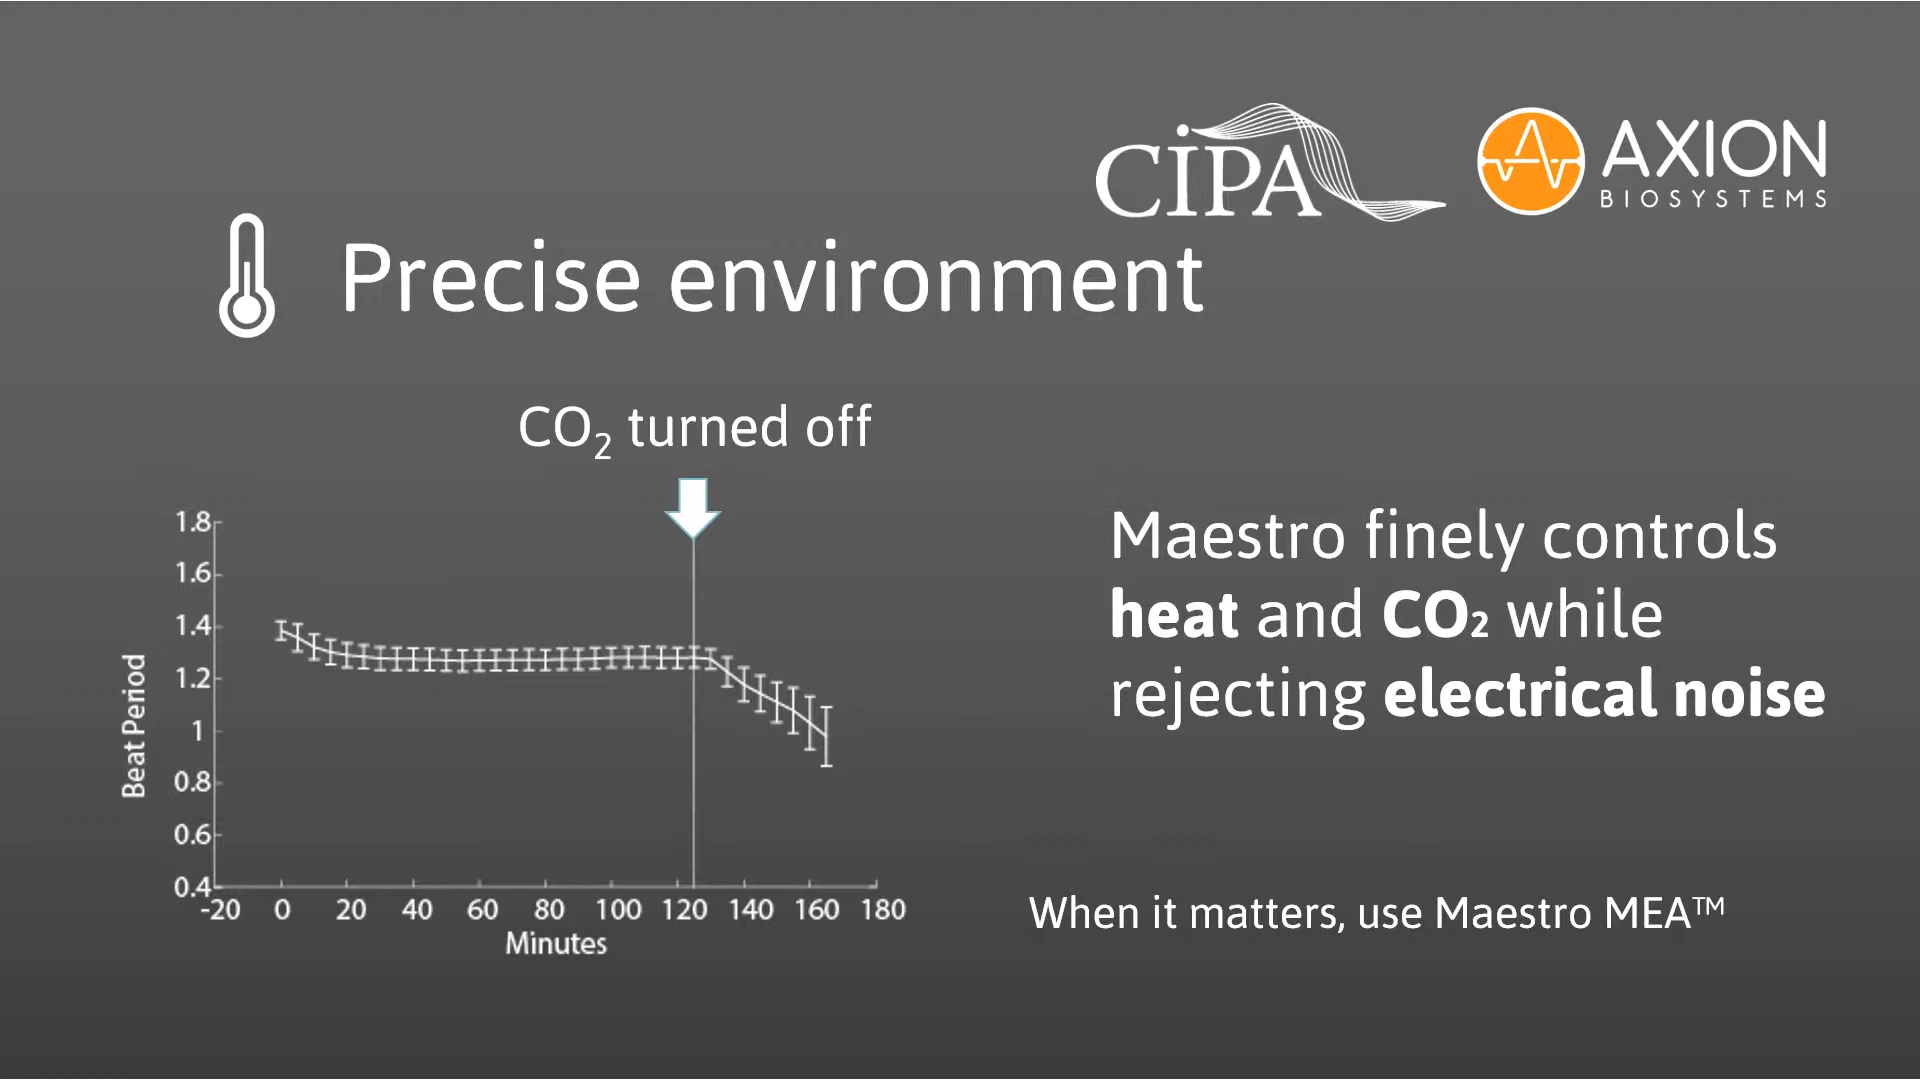 CiPA
AXION
BIOSYSTEMS
Precise environment
CO₂ turned off
1.8
1.6
1.4
1.2
1
0.8
0.6
0.4
Beat Period
-20 0 20 40 60 80 100 120 140 160 180
Minutes
Maestro finely controls
heat and CO₂ while
rejecting electrical noise
When it matters, use Maestro MEA™